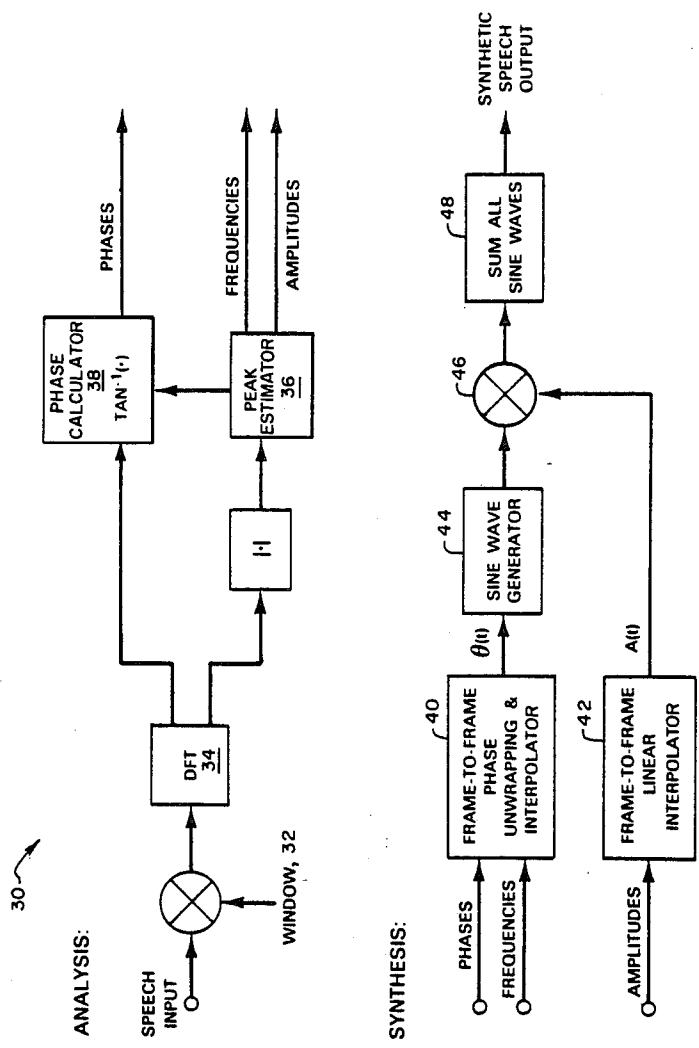 30
ANALYSIS:
SPEECH
INPUT
WINDOW, 32
DFT
34
|·|
PHASE
CALCULATOR
38
TAN⁻¹(·)
PEAK
ESTIMATOR
36
PHASES
FREQUENCIES
AMPLITUDES
SYNTHESIS:
PHASES
FREQUENCIES
AMPLITUDES
40
FRAME-TO-FRAME
PHASE
UNWRAPPING &
INTERPOLATOR
42
FRAME-TO-FRAME
LINEAR
INTERPOLATOR
θ(t)
A(t)
44
SINE WAVE
GENERATOR
46
48
SUM ALL
SINE WAVES
SYNTHETIC
SPEECH
OUTPUT